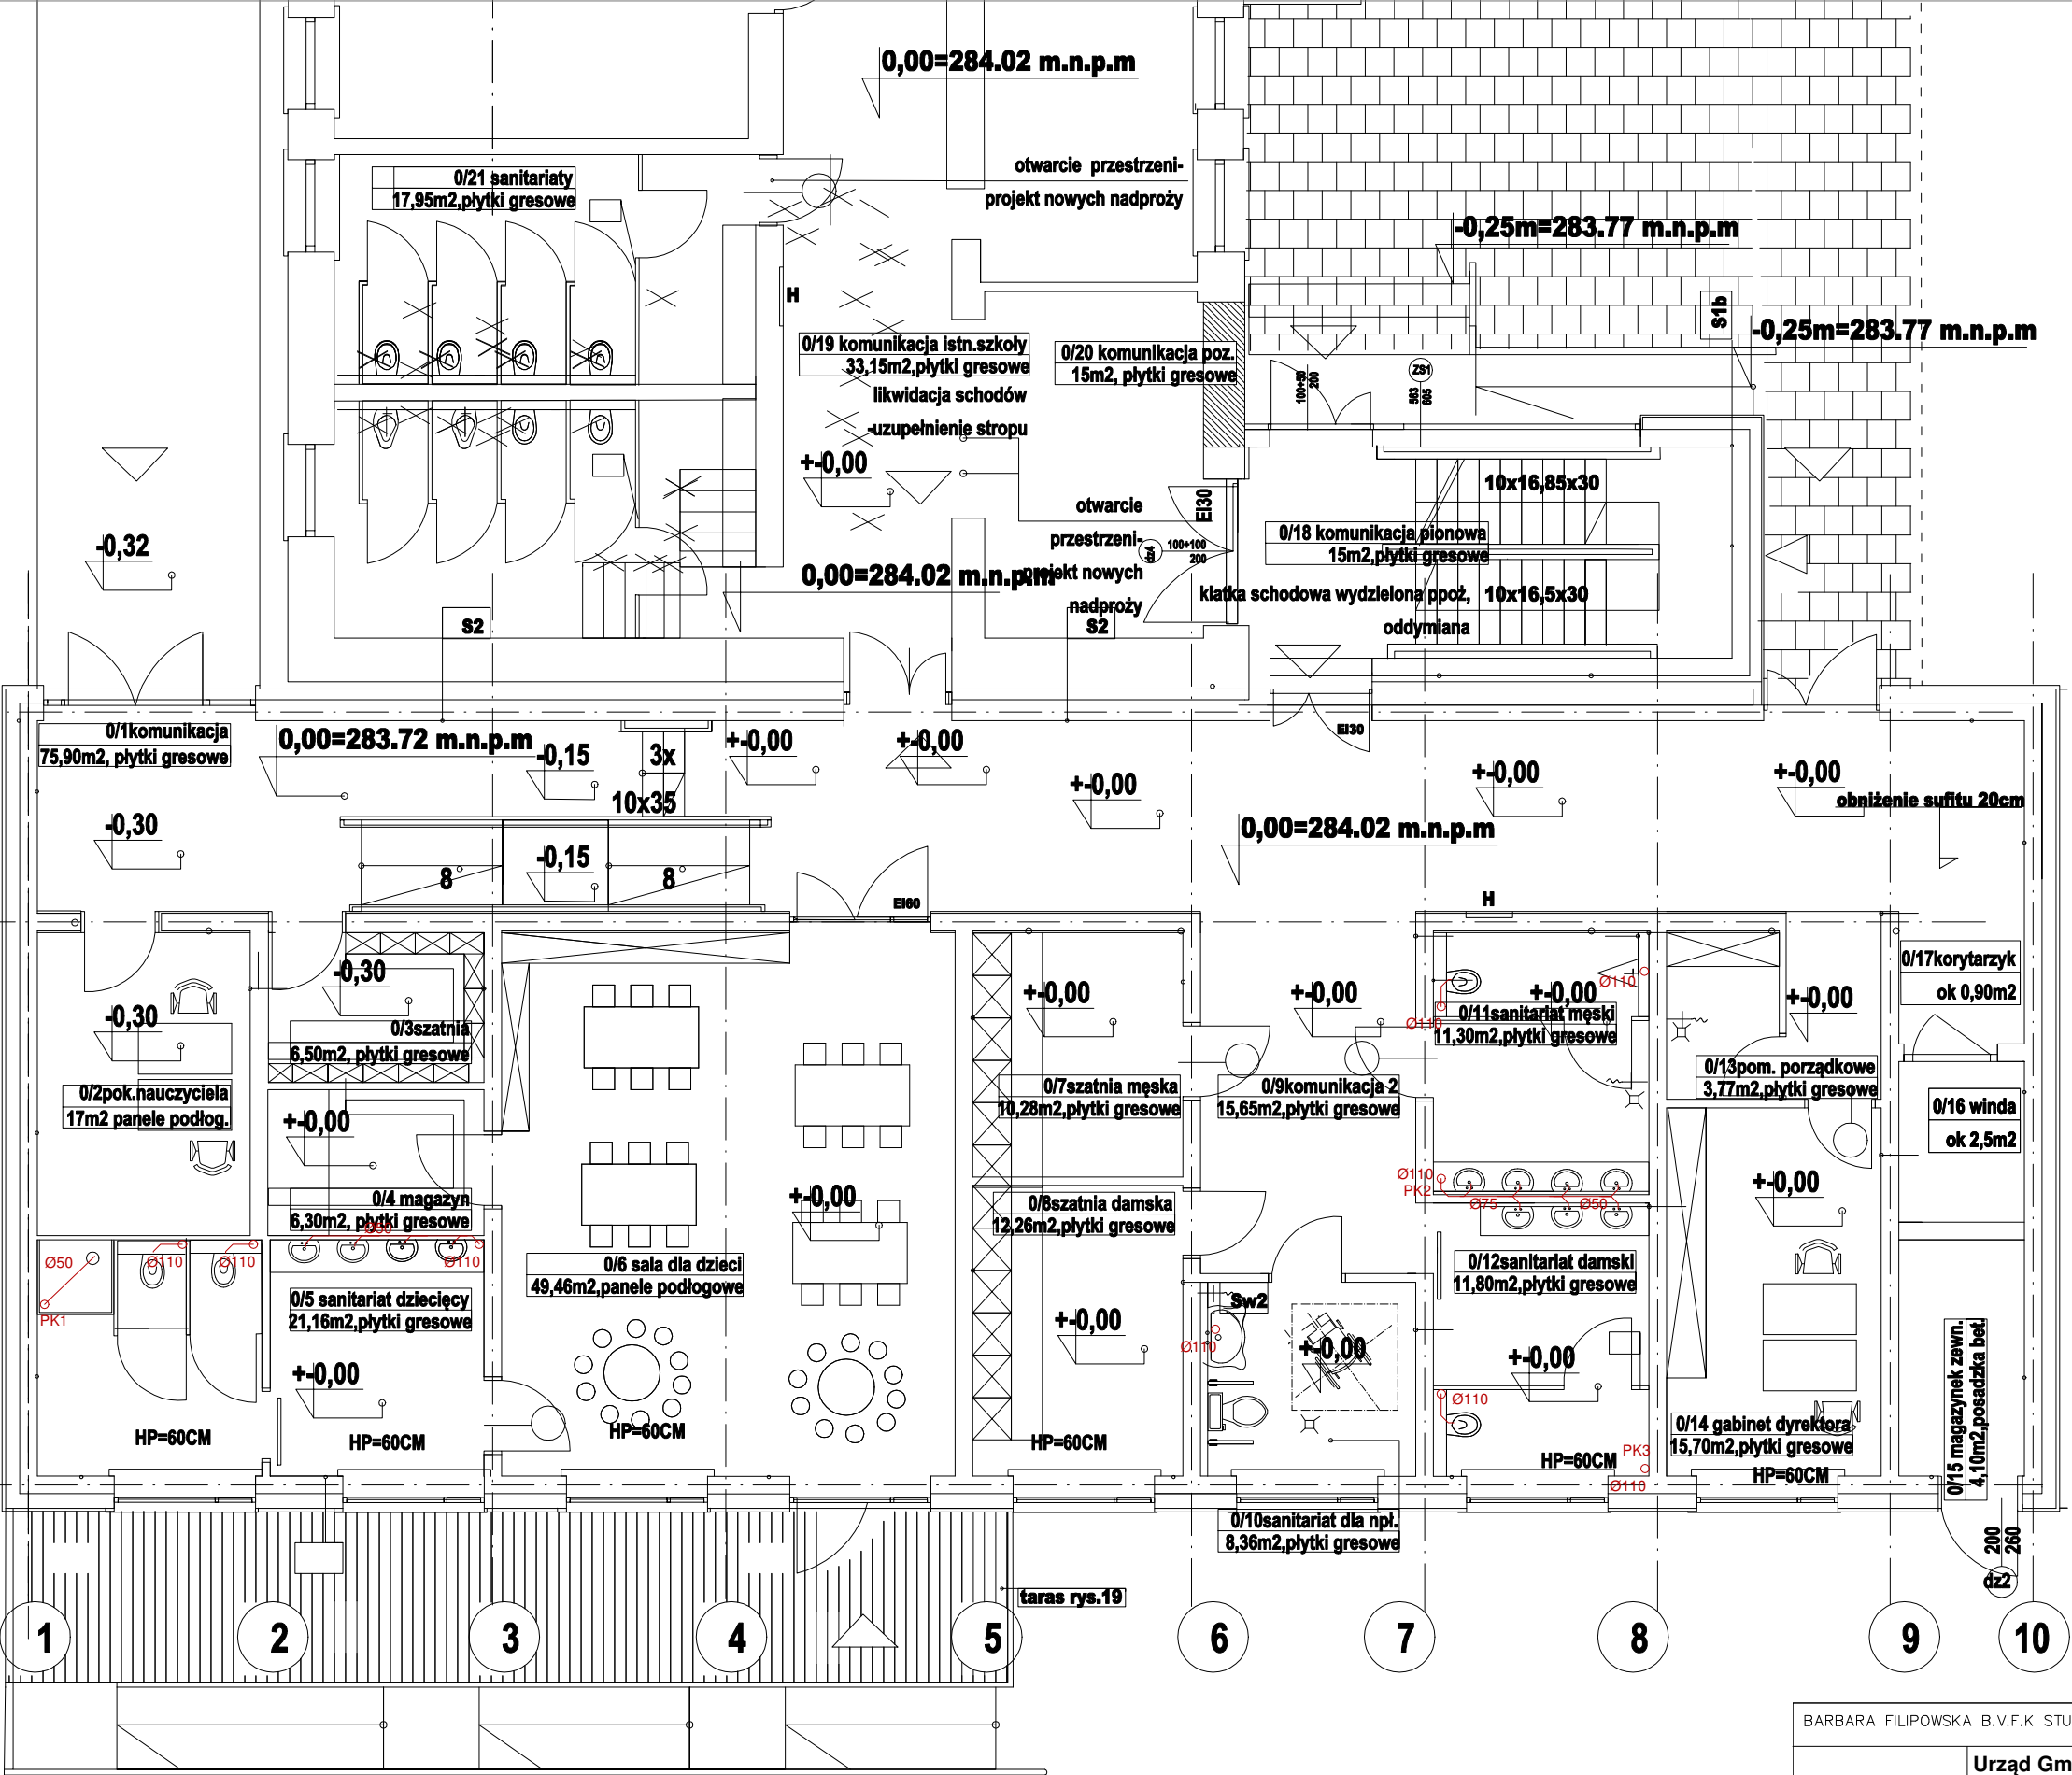 0,00=284.02 m.n.p.m
otwarcie przestrzeni-
projekt nowych nadproży
0/21 sanitariaty
17,95m2,płytki gresowe
-0,25m=283.77 m.n.p.m
S1b
-0,25m=283.77 m.n.p.m
H
0/19 komunikacja istn.szkoły
33,15m2,płytki gresowe
likwidacja schodów
-uzupełnienie stropu
0/20 komunikacja poz.
15m2, płytki gresowe
100+50
200
ZS1
563
605
+-0,00
-0,32
otwarcie
przestrzeni-
projekt nowych
nadproży
EI30
dz4
100+100
200
10x16,85x30
0/18 komunikacja pionowa
15m2,płytki gresowe
klatka schodowa wydzielona ppoż,
10x16,5x30
oddymiana
0,00=284.02 m.n.p.m
S2
S2
0/1komunikacja
75,90m2, płytki gresowe
0,00=283.72 m.n.p.m
-0,15
3x
10x35
+-0,00
+-0,00
+-0,00
EI30
+-0,00
+-0,00
obniżenie sufitu 20cm
-0,30
0,00=284.02 m.n.p.m
8°
-0,15
8°
EI60
H
-0,30
-0,30
0/3szatnia
6,50m2, płytki gresowe
0/2pok.nauczyciela
17m2 panele podłog.
+-0,00
0/4 magazyn
6,30m2, płytki gresowe
Ø50
Ø50
Ø110
Ø110
Ø110
PK1
0/5 sanitariat dziecięcy
21,16m2,płytki gresowe
+-0,00
HP=60CM
HP=60CM
+-0,00
0/6 sala dla dzieci
49,46m2,panele podłogowe
HP=60CM
+-0,00
0/7szatnia męska
10,28m2,płytki gresowe
0/8szatnia damska
12,26m2,płytki gresowe
+-0,00
HP=60CM
+-0,00
0/9komunikacja 2
15,65m2,płytki gresowe
Ø110
Ø110
+-0,00
0/11sanitariat męski
11,30m2,płytki gresowe
Ø110
PK2
Ø75
Ø50
0/12sanitariat damski
11,80m2,płytki gresowe
Sw2
Ø110
+-0,00
+-0,00
Ø110
PK3
HP=60CM
Ø110
0/10sanitariat dla npł.
8,36m2,płytki gresowe
+-0,00
0/13pom. porządkowe
3,77m2,płytki gresowe
+-0,00
0/14 gabinet dyrektora
15,70m2,płytki gresowe
HP=60CM
0/17korytarzyk
ok 0,90m2
0/16 winda
ok 2,5m2
0/15 magazynek zewn.
4,10m2,posadzka bet.
200
260
dz2
taras rys.19
1
2
3
4
5
6
7
8
9
10
BARBARA FILIPOWSKA B.V.F.K STU
Urząd Gm